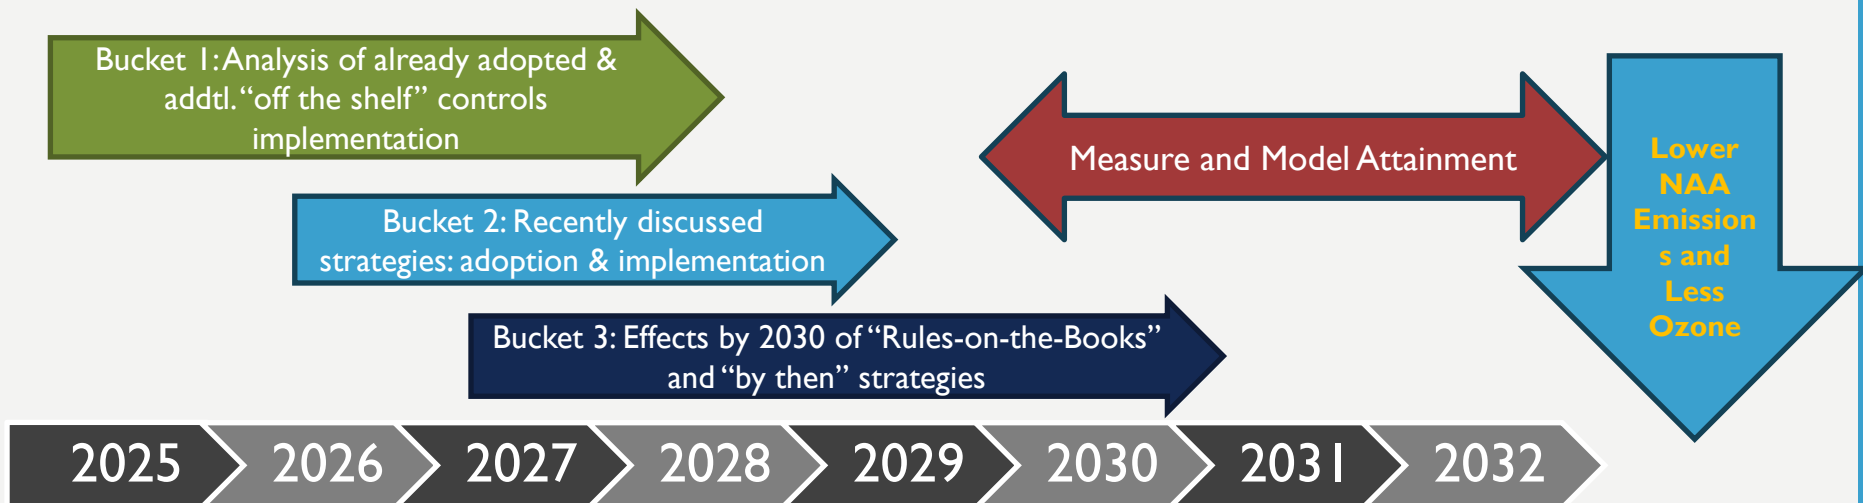 Bucket 1: Analysis of already adopted &
addtl. “off the shelf” controls
implementation
Bucket 2: Recently discussed
strategies: adoption & implementation
Bucket 3: Effects by 2030 of “Rules-on-the-Books”
and “by then” strategies
Measure and Model Attainment
Lower
NAA
Emission
s and
Less
Ozone
2025
2026
2027
2028
2029
2030
2031
2032